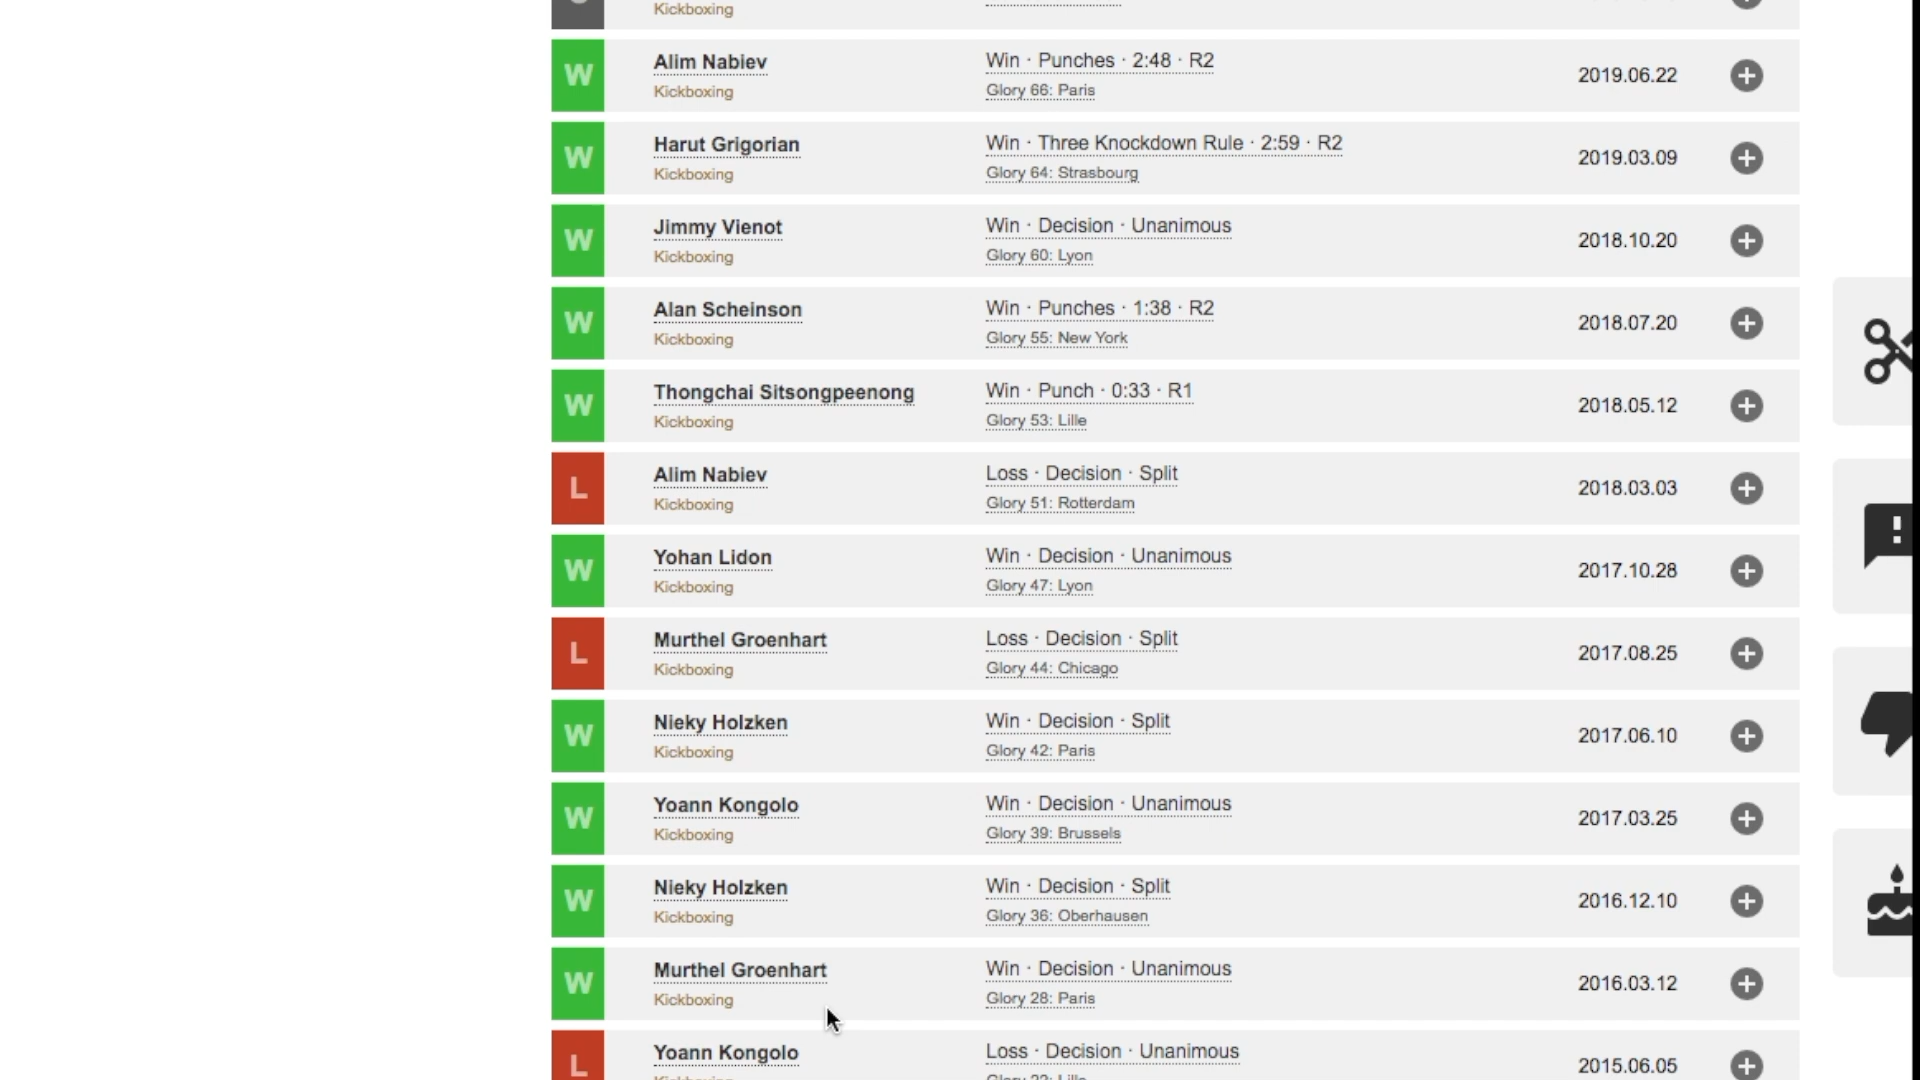 Kickboxing
W
Alim Nabiev
Win · Punches · 2:48 · R2
2019.06.22
Kickboxing
Glory 66: Paris
W
Harut Grigorian
Win · Three Knockdown Rule · 2:59 · R2
2019.03.09
Kickboxing
Glory 64: Strasbourg
W
Jimmy Vienot
Win · Decision · Unanimous
2018.10.20
Kickboxing
Glory 60: Lyon
W
Alan Scheinson
Win · Punches · 1:38 · R2
2018.07.20
Kickboxing
Glory 55: New York
W
Thongchai Sitsongpeenong
Win · Punch · 0:33 · R1
2018.05.12
Kickboxing
Glory 53: Lille
L
Alim Nabiev
Loss · Decision · Split
2018.03.03
Kickboxing
Glory 51: Rotterdam
W
Yohan Lidon
Win · Decision · Unanimous
2017.10.28
Kickboxing
Glory 47: Lyon
L
Murthel Groenhart
Loss · Decision · Split
2017.08.25
Kickboxing
Glory 44: Chicago
W
Nieky Holzken
Win · Decision · Split
2017.06.10
Kickboxing
Glory 42: Paris
W
Yoann Kongolo
Win · Decision · Unanimous
2017.03.25
Kickboxing
Glory 39: Brussels
W
Nieky Holzken
Win · Decision · Split
2016.12.10
Kickboxing
Glory 36: Oberhausen
W
Murthel Groenhart
Win · Decision · Unanimous
2016.03.12
Kickboxing
Glory 28: Paris
L
Yoann Kongolo
Loss · Decision · Unanimous
2015.06.05